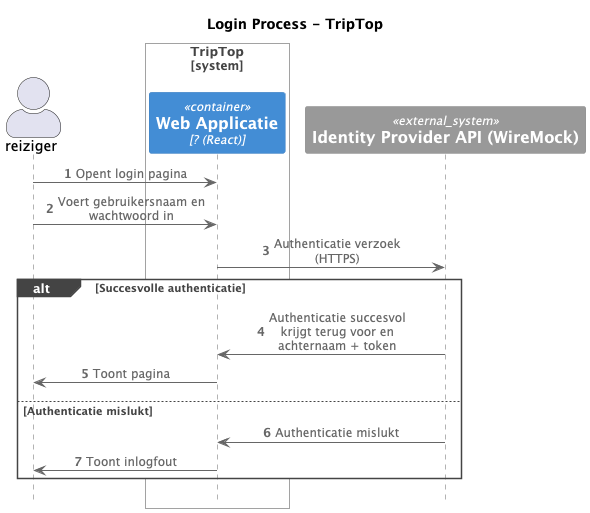 Login Process - TripTop
TripTop
[system]
«container»
Web Applicatie
[? (React)]
«external_system»
Identity Provider API (WireMock)
reiziger
1 Opent login pagina
2 Voert gebruikersnaam en
wachtwoord in
3 Authenticatie verzoek
(HTTPS)
alt [Succesvolle authenticatie]
Authenticatie succesvol
4 krijgt terug voor en
achternaam + token
5 Toont pagina
[Authenticatie mislukt]
6 Authenticatie mislukt
7 Toont inlogfout